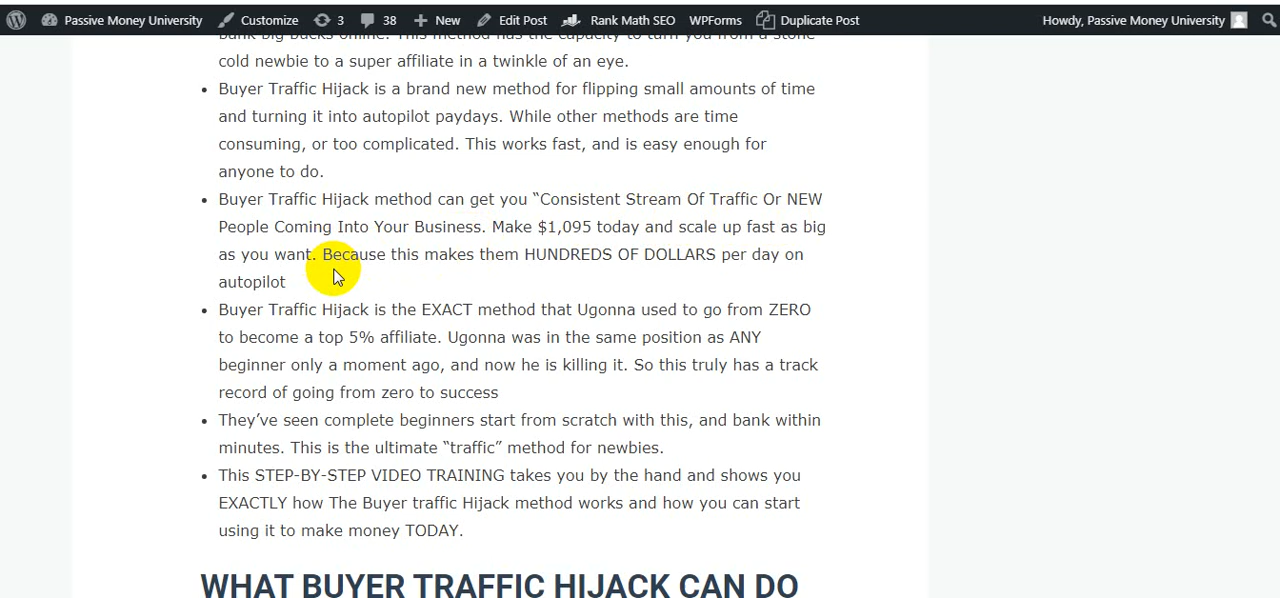 Passive Money University Customize 3 38 New Edit Post Rank Math SEO WPForms Duplicate Post Howdy, Passive Money University
bank big bucks online. This method has the capacity to turn you from a stone
cold newbie to a super affiliate in a twinkle of an eye.
Buyer Traffic Hijack is a brand new method for flipping small amounts of time
and turning it into autopilot paydays. While other methods are time
consuming, or too complicated. This works fast, and is easy enough for
anyone to do.
Buyer Traffic Hijack method can get you “Consistent Stream Of Traffic Or NEW
People Coming Into Your Business. Make $1,095 today and scale up fast as big
as you want. Because this makes them HUNDREDS OF DOLLARS per day on
autopilot
Buyer Traffic Hijack is the EXACT method that Ugonna used to go from ZERO
to become a top 5% affiliate. Ugonna was in the same position as ANY
beginner only a moment ago, and now he is killing it. So this truly has a track
record of going from zero to success
They’ve seen complete beginners start from scratch with this, and bank within
minutes. This is the ultimate “traffic” method for newbies.
This STEP-BY-STEP VIDEO TRAINING takes you by the hand and shows you
EXACTLY how The Buyer traffic Hijack method works and how you can start
using it to make money TODAY.
WHAT BUYER TRAFFIC HIJACK CAN DO